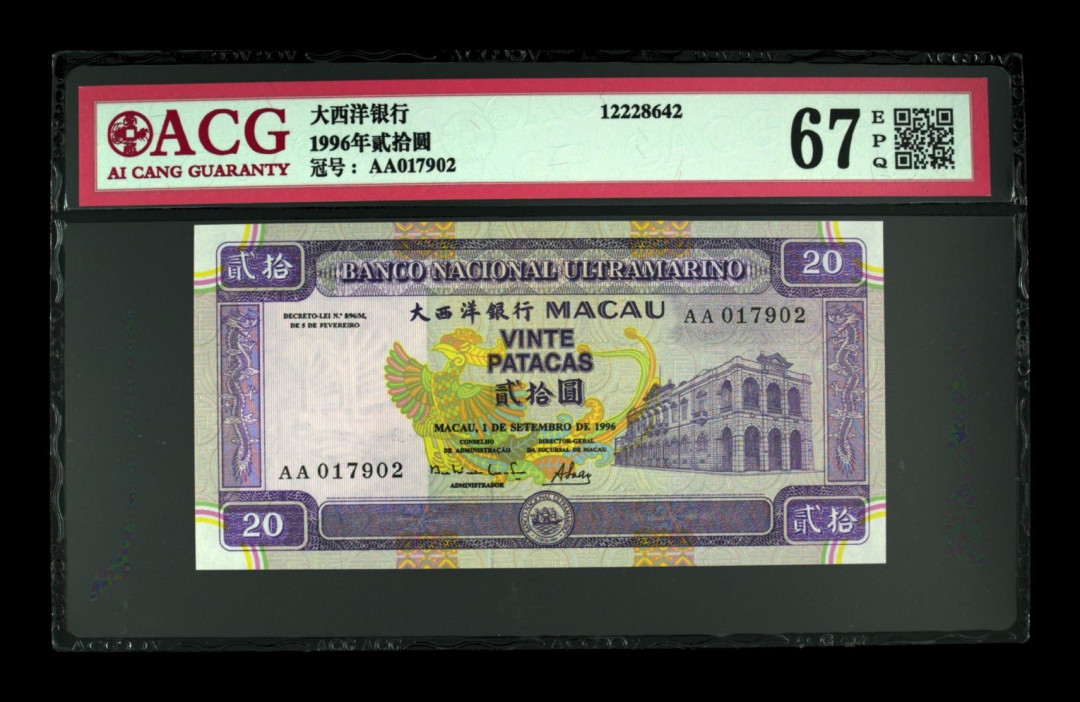 ACG
AI CANG GUARANTY
大西洋银行
1996年贰拾圆
冠号：AA017902
12228642
67
EPQ
貳拾
BANCO NACIONAL ULTRAMARINO
20
DECRETO-LEI N.º 8/96/M,
DE 5 DE FEVEREIRO
大西洋銀行 MACAU
AA 017902
VINTE
PATACAS
貳拾圓
MACAU, 1 DE SETEMBRO DE 1996
CONSELHO
DE ADMINISTRAÇÃO
DIRECTOR-GERAL
DA SUCURSAL DE MACAU
AA 017902
ADMINISTRADOR
20
貳拾